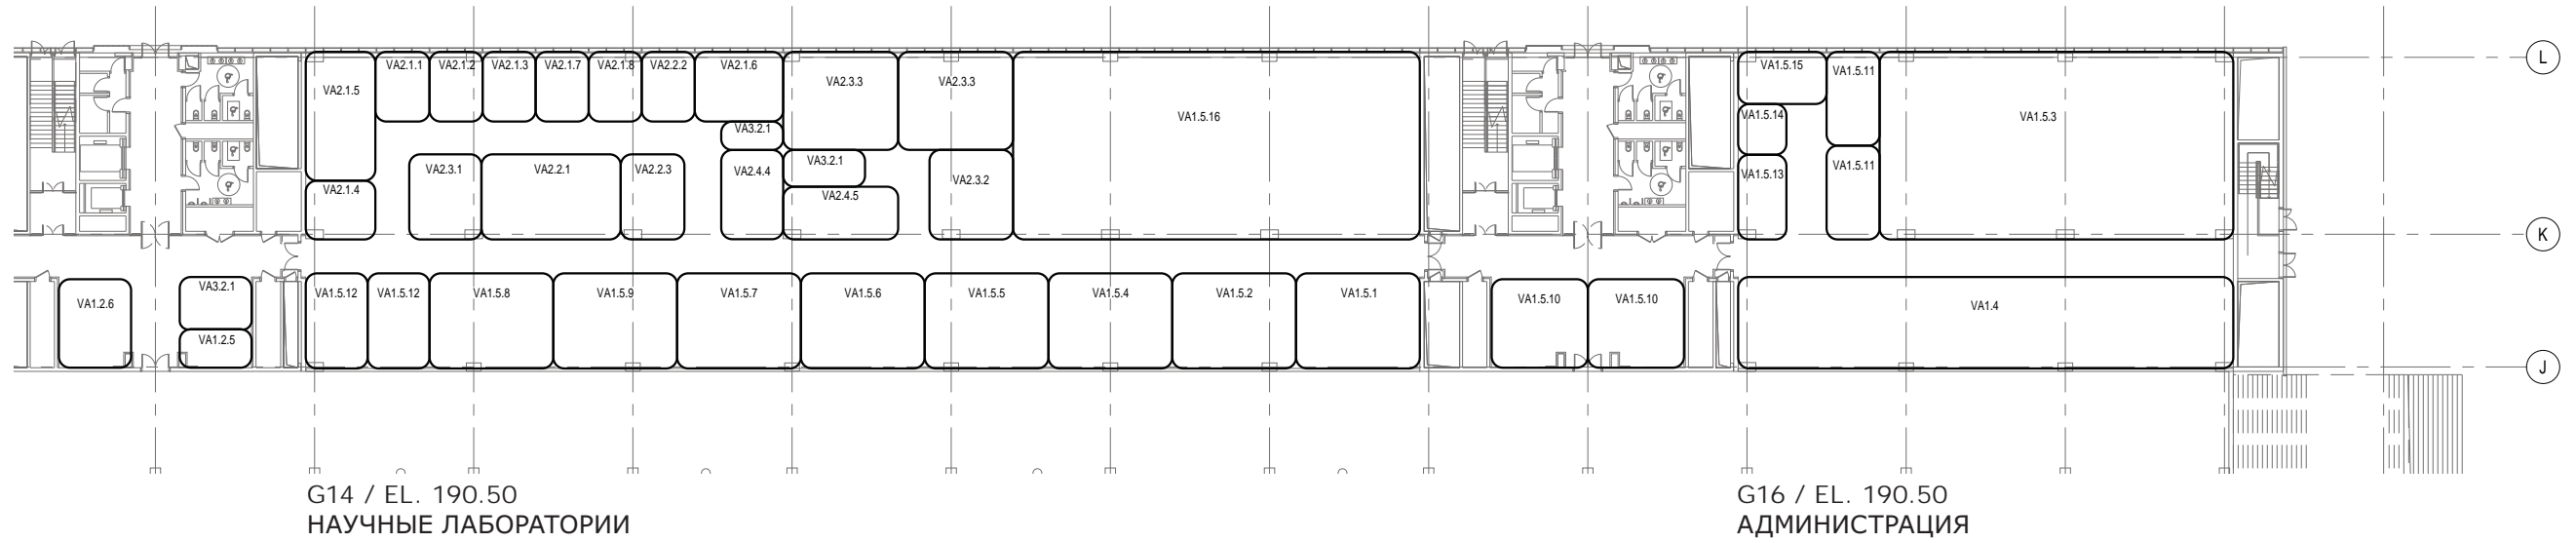 VA2.1.5
VA2.1.1
VA2.1.2
VA2.1.3
VA2.1.7
VA2.1.8
VA2.2.2
VA2.1.6
VA2.3.3
VA2.3.3
VA1.5.16
VA1.5.15
VA1.5.11
VA1.5.3
L
VA3.2.1
VA1.5.14
VA2.1.4
VA2.3.1
VA2.2.1
VA2.2.3
VA2.4.4
VA3.2.1
VA2.4.5
VA2.3.2
VA1.5.13
VA1.5.11
K
VA1.2.6
VA3.2.1
VA1.2.5
VA1.5.12
VA1.5.12
VA1.5.8
VA1.5.9
VA1.5.7
VA1.5.6
VA1.5.5
VA1.5.4
VA1.5.2
VA1.5.1
VA1.5.10
VA1.5.10
VA1.4
J
G14 / EL. 190.50
НАУЧНЫЕ ЛАБОРАТОРИИ
G16 / EL. 190.50
АДМИНИСТРАЦИЯ